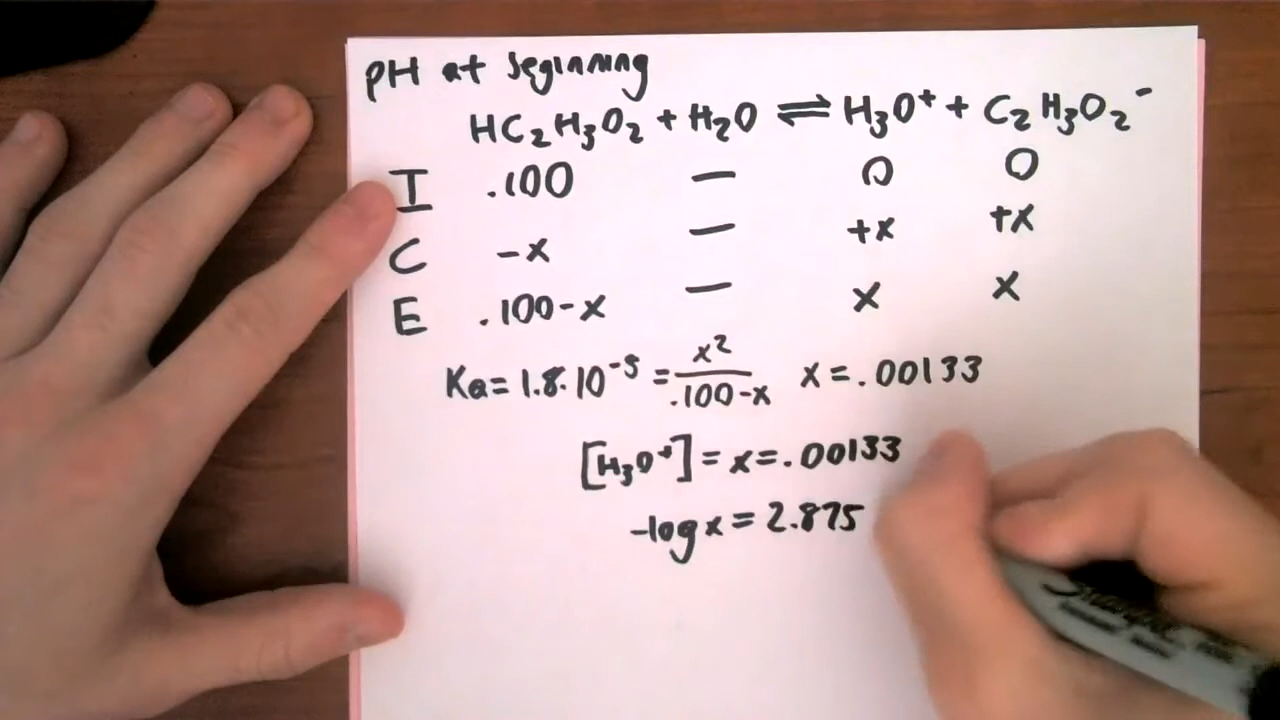 pH at beginning
HC₂H₃O₂ + H₂O ⇌ H₃O⁺ + C₂H₃O₂⁻
I .100 — 0 0
C -x — +x +x
E .100-x — x x
Ka = 1.8·10⁻⁵ = x²/.100-x x = .00133
[H₃O⁺] = x = .00133
-log x = 2.875
Sharpie